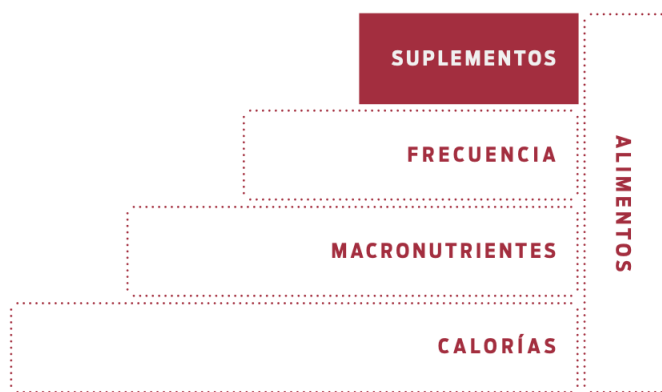 SUPLEMENTOS
FRECUENCIA
MACRONUTRIENTES
CALORÍAS
ALIMENTOS